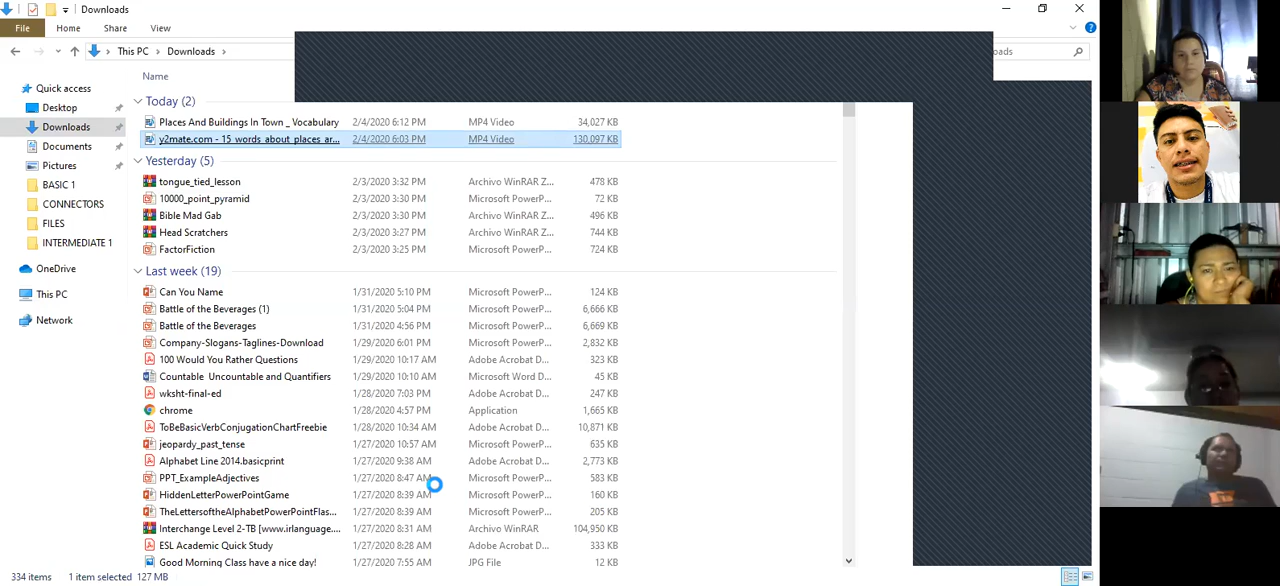 Downloads
File Home Share View
This PC Downloads oads
Name
Quick access
Desktop
Downloads
Documents
Pictures
BASIC 1
CONNECTORS
FILES
INTERMEDIATE 1
OneDrive
This PC
Network
Today (2)
Places And Buildings In Town _ Vocabulary 2/4/2020 6:12 PM MP4 Video 34,027 KB
y2mate.com - 15 words about places ar... 2/4/2020 6:03 PM MP4 Video 130,097 KB
Yesterday (5)
tongue_tied_lesson 2/3/2020 3:32 PM Archivo WinRAR Z... 478 KB
10000_point_pyramid 2/3/2020 3:30 PM Microsoft PowerP... 72 KB
Bible Mad Gab 2/3/2020 3:30 PM Archivo WinRAR Z... 496 KB
Head Scratchers 2/3/2020 3:27 PM Archivo WinRAR Z... 744 KB
FactorFiction 2/3/2020 3:25 PM Microsoft PowerP... 724 KB
Last week (19)
Can You Name 1/31/2020 5:10 PM Microsoft PowerP... 124 KB
Battle of the Beverages (1) 1/31/2020 5:04 PM Microsoft PowerP... 6,666 KB
Battle of the Beverages 1/31/2020 4:56 PM Microsoft PowerP... 6,669 KB
Company-Slogans-Taglines-Download 1/29/2020 6:01 PM Microsoft PowerP... 2,832 KB
100 Would You Rather Questions 1/29/2020 10:17 AM Adobe Acrobat D... 323 KB
Countable Uncountable and Quantifiers 1/29/2020 10:10 AM Microsoft Word D... 45 KB
wksht-final-ed 1/28/2020 7:03 PM Adobe Acrobat D... 247 KB
chrome 1/28/2020 4:57 PM Application 1,665 KB
ToBeBasicVerbConjugationChartFreebie 1/28/2020 10:34 AM Adobe Acrobat D... 10,871 KB
jeopardy_past_tense 1/27/2020 10:57 AM Microsoft PowerP... 635 KB
Alphabet Line 2014.basicprint 1/27/2020 9:38 AM Adobe Acrobat D... 2,773 KB
PPT_ExampleAdjectives 1/27/2020 8:47 AM Microsoft PowerP... 583 KB
HiddenLetterPowerPointGame 1/27/2020 8:39 AM Microsoft PowerP... 160 KB
TheLettersoftheAlphabetPowerPointFlas... 1/27/2020 8:39 AM Microsoft PowerP... 205 KB
Interchange Level 2-TB [www.irlanguage.... 1/27/2020 8:31 AM Archivo WinRAR 104,950 KB
ESL Academic Quick Study 1/27/2020 8:28 AM Adobe Acrobat D... 333 KB
Good Morning Class have a nice day! 1/27/2020 7:55 AM JPG File 12 KB
334 items 1 item selected 127 MB